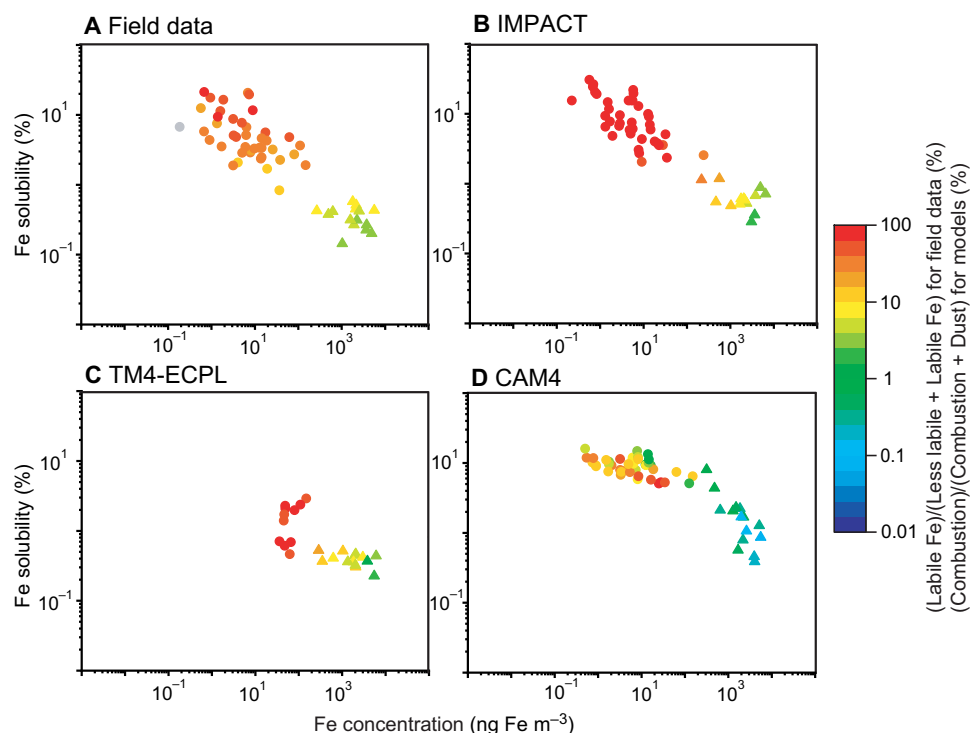 A Field data
B IMPACT
Fe solubility (%)
10¹
10⁻¹
10¹
10⁻¹
10⁻¹
10¹
10³
10⁻¹
10¹
10³
C TM4-ECPL
D CAM4
Fe solubility (%)
10¹
10⁻¹
10¹
10⁻¹
10⁻¹
10¹
10³
10⁻¹
10¹
10³
Fe concentration (ng Fe m⁻³)
100
10
1
0.1
0.01
(Labile Fe)/(Less labile + Labile Fe) for field data (%)
(Combustion)/(Combustion + Dust) for models (%)